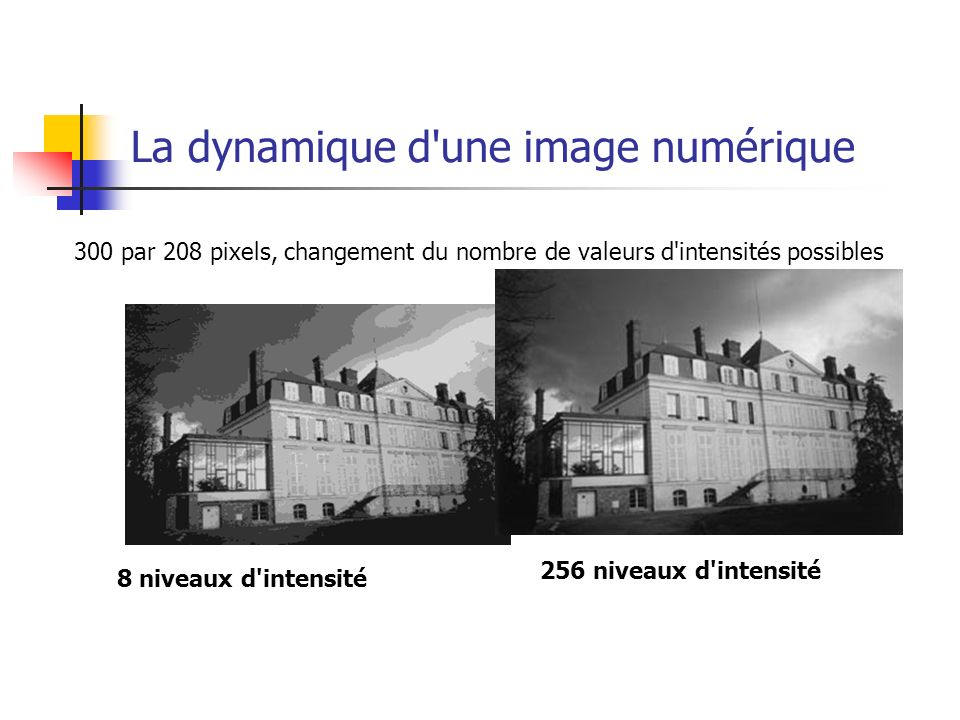 La dynamique d'une image numérique
300 par 208 pixels, changement du nombre de valeurs d'intensités possibles
8 niveaux d'intensité
256 niveaux d'intensité